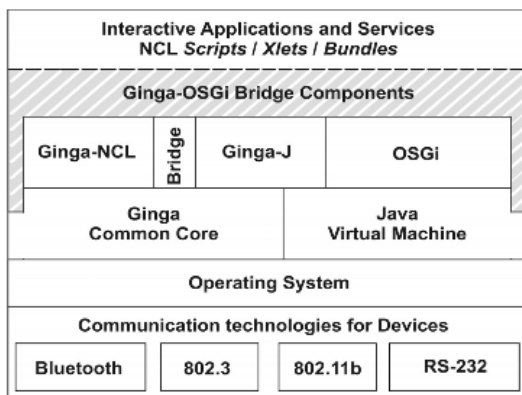 Interactive Applications and Services
NCL Scripts / Xlets / Bundles
Ginga-OSGi Bridge Components
Ginga-NCL
Bridge
Ginga-J
OSGi
Ginga
Common Core
Java
Virtual Machine
Operating System
Communication technologies for Devices
Bluetooth
802.3
802.11b
RS-232